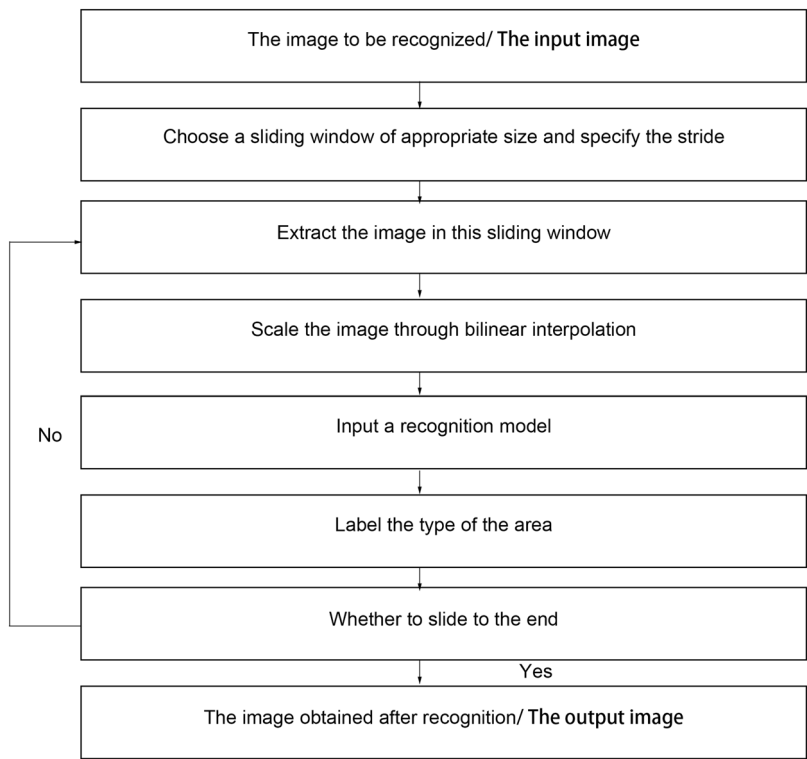 The image to be recognized/ The input image
Choose a sliding window of appropriate size and specify the stride
Extract the image in this sliding window
Scale the image through bilinear interpolation
No
Input a recognition model
Label the type of the area
Whether to slide to the end
Yes
The image obtained after recognition/ The output image